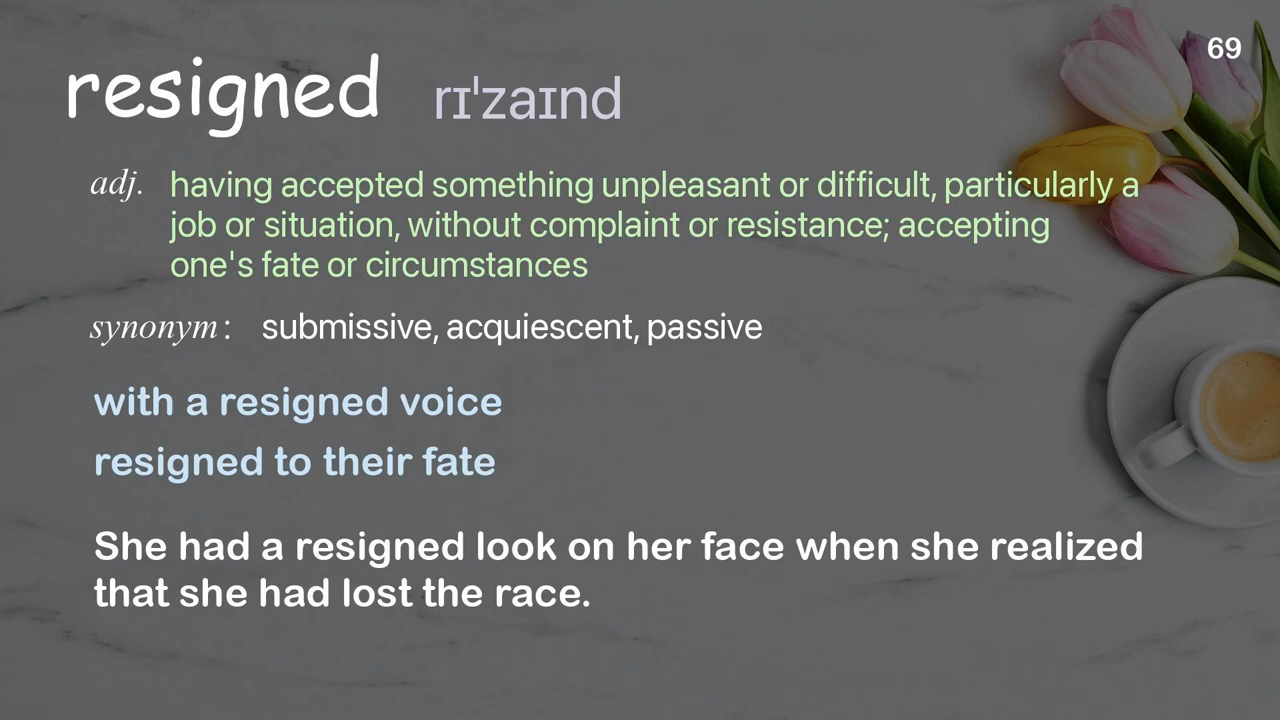 69
resigned rɪˈzaɪnd
adj. having accepted something unpleasant or difficult, particularly a
job or situation, without complaint or resistance; accepting
one's fate or circumstances
synonym: submissive, acquiescent, passive
with a resigned voice
resigned to their fate
She had a resigned look on her face when she realized
that she had lost the race.